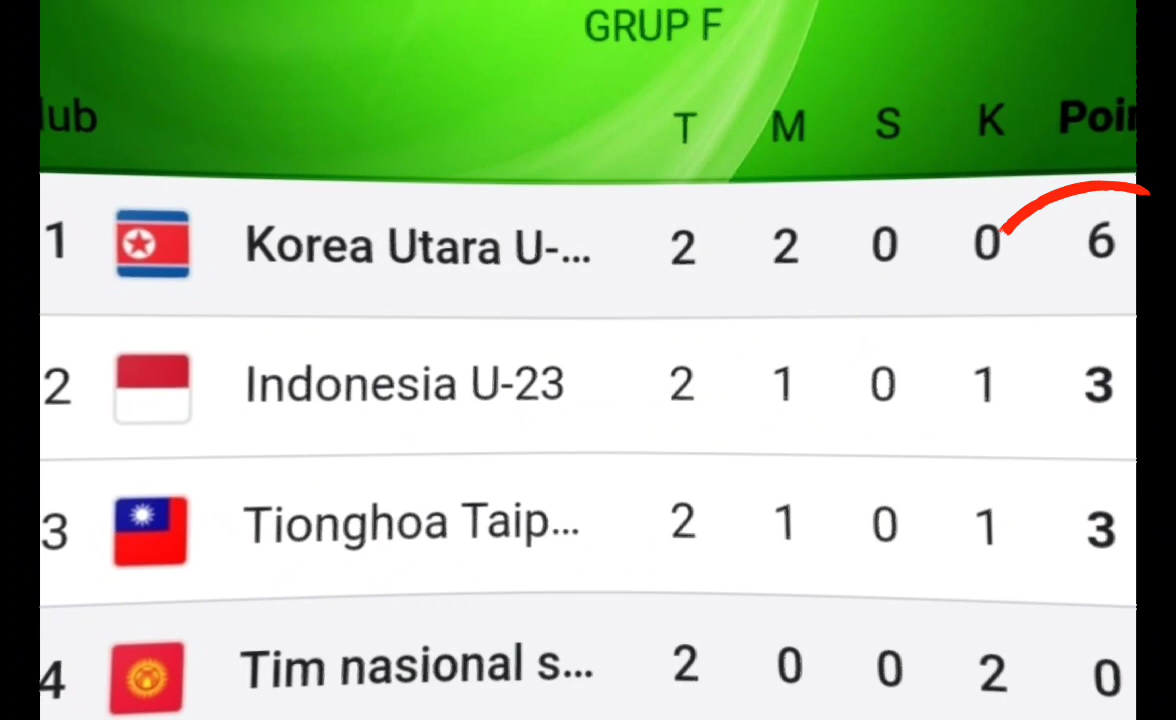 GRUP F
lub T M S K Poi
1 Korea Utara U-... 2 2 0 0 6
2 Indonesia U-23 2 1 0 1 3
3 Tionghoa Taip... 2 1 0 1 3
4 Tim nasional s... 2 0 0 2 0